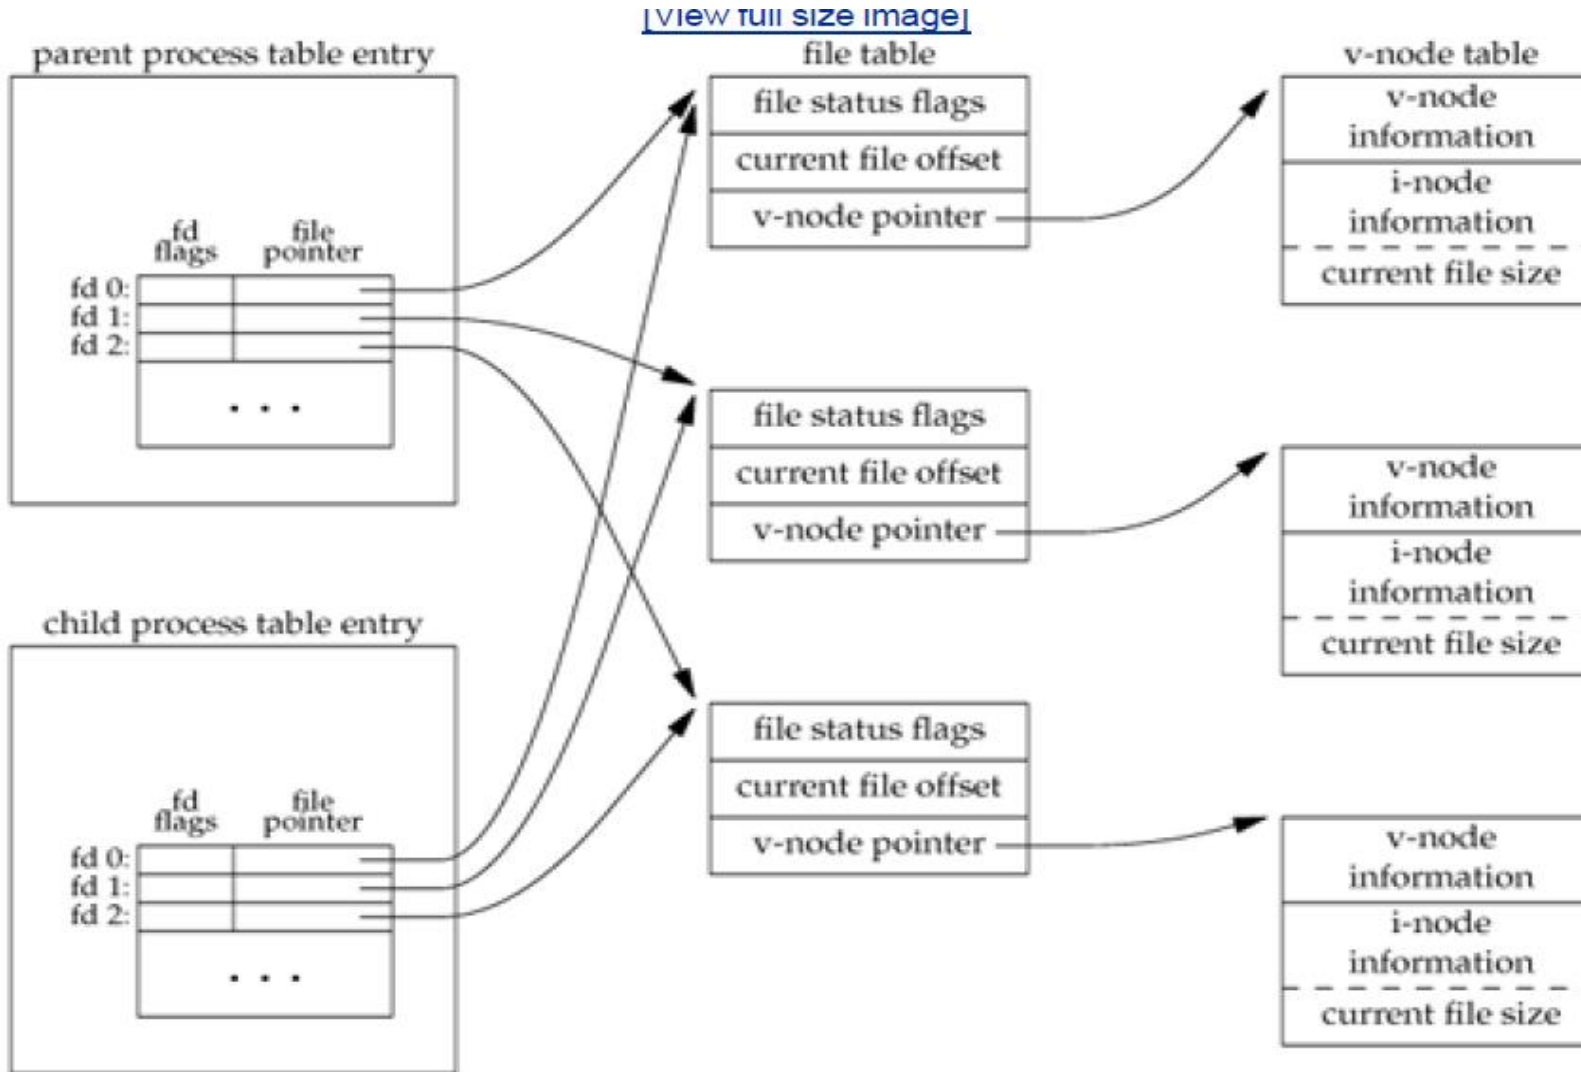 [View full size image]
parent process table entry
fd
flags
file
pointer
fd 0:
fd 1:
fd 2:
. . .
child process table entry
fd
flags
file
pointer
fd 0:
fd 1:
fd 2:
. . .
file table
file status flags
current file offset
v-node pointer
file status flags
current file offset
v-node pointer
file status flags
current file offset
v-node pointer
v-node table
v-node
information
i-node
information
current file size
v-node
information
i-node
information
current file size
v-node
information
i-node
information
current file size